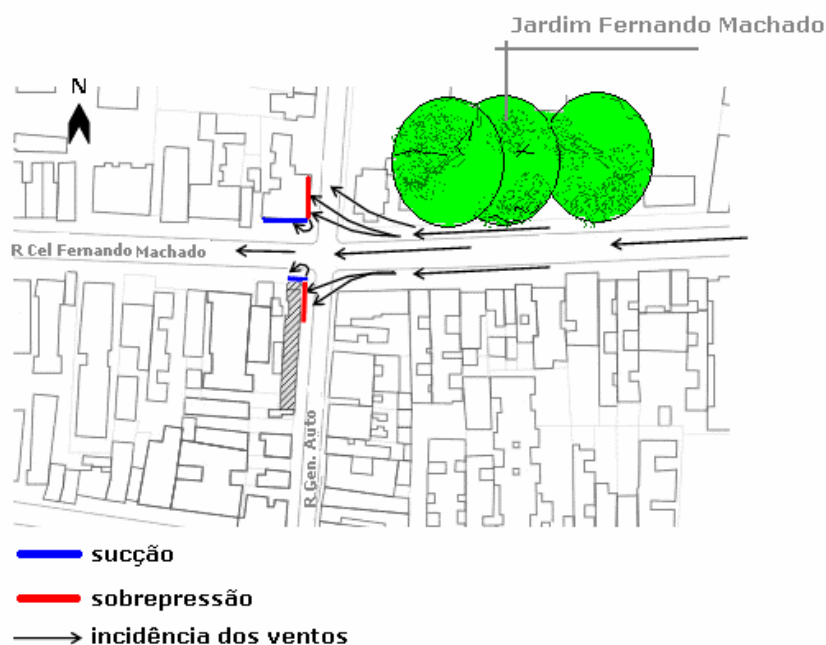 Jardim Fernando Machado
N
R Cel Fernando Machado
R Gen. Auto
sucção
sobrepressão
incidência dos ventos